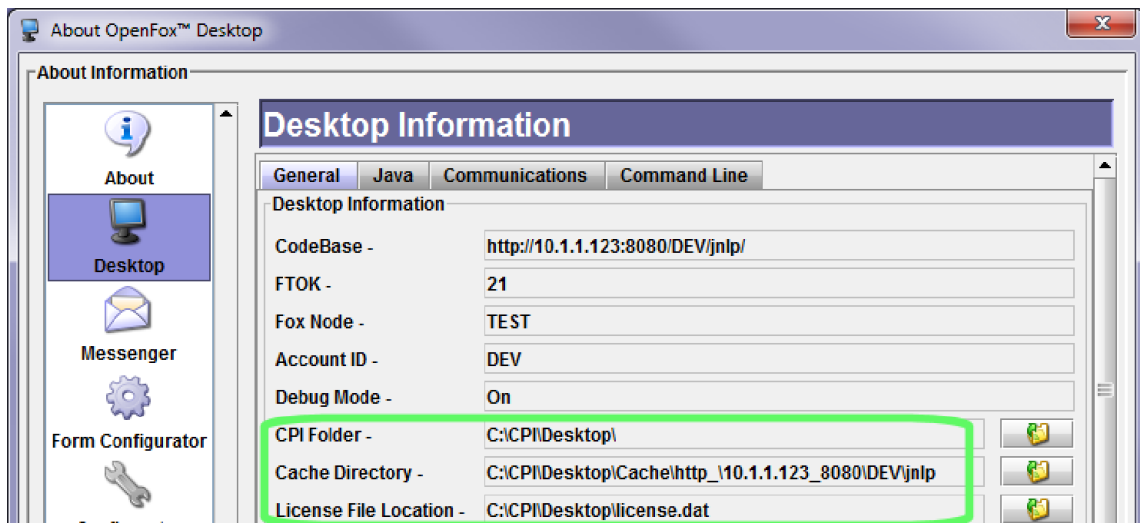 About OpenFox™ Desktop
About Information
About
Desktop
Messenger
Form Configurator
Desktop Information
General Java Communications Command Line
Desktop Information
CodeBase - http://10.1.1.123:8080/DEV/jnlp/
FTOK - 21
Fox Node - TEST
Account ID - DEV
Debug Mode - On
CPI Folder - C:\CPI\Desktop\
Cache Directory - C:\CPI\Desktop\Cache\http_\10.1.1.123_8080\DEV\jnlp
License File Location - C:\CPI\Desktop\license.dat